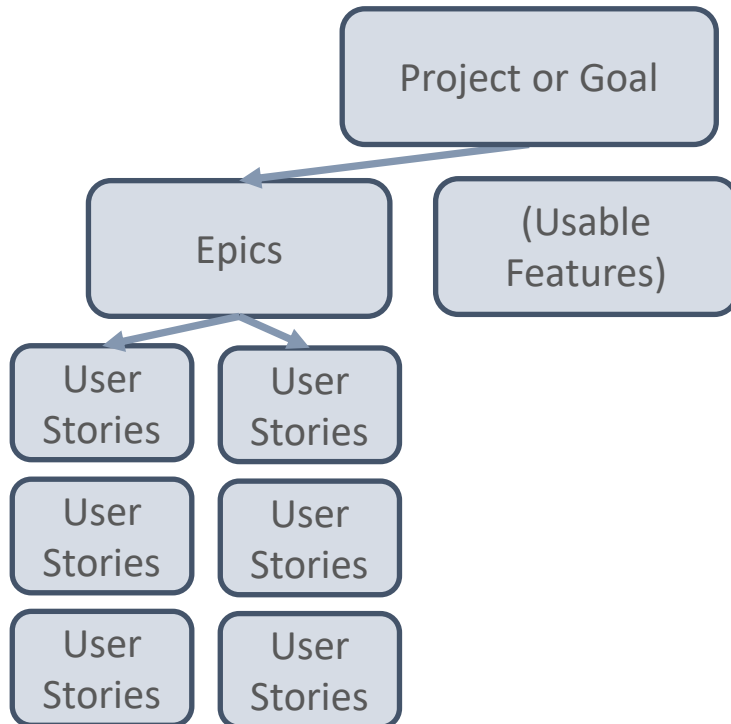 Project or Goal
Epics
(Usable
Features)
User
Stories
User
Stories
User
Stories
User
Stories
User
Stories
User
Stories